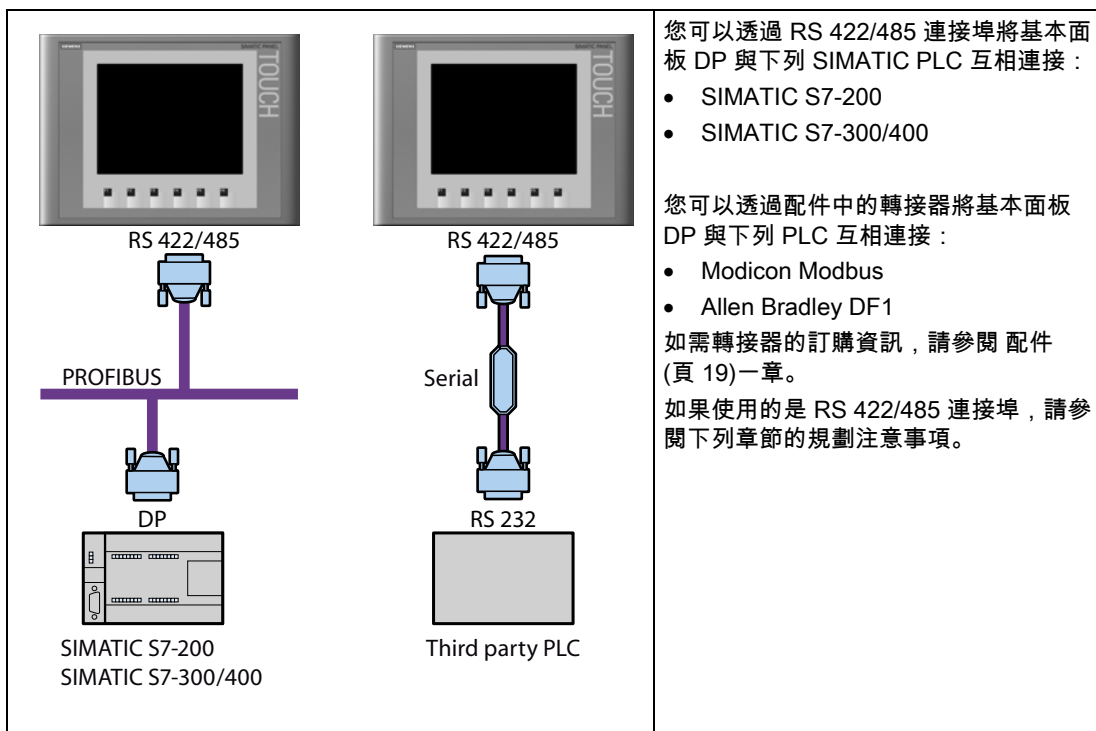 SIEMENS
SIMATIC PANEL
TOUCH
RS 422/485
PROFIBUS
DP
SIMATIC S7-200
SIMATIC S7-300/400
SIEMENS
SIMATIC PANEL
TOUCH
RS 422/485
Serial
RS 232
Third party PLC
您可以透過 RS 422/485 連接埠將基本面
板 DP 與下列 SIMATIC PLC 互相連接：
• SIMATIC S7-200
• SIMATIC S7-300/400
您可以透過配件中的轉接器將基本面板
DP 與下列 PLC 互相連接：
• Modicon Modbus
• Allen Bradley DF1
如需轉接器的訂購資訊，請參閱 配件
(頁 19)一章。
如果使用的是 RS 422/485 連接埠，請參
閱下列章節的規劃注意事項。